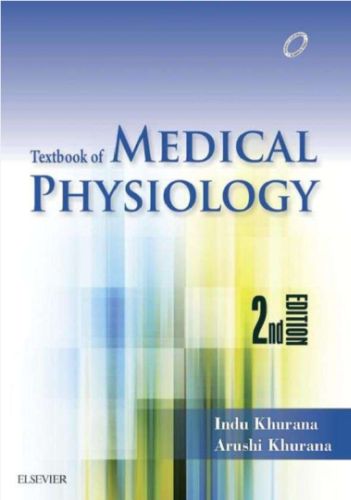 Textbook of MEDICAL
PHYSIOLOGY
2nd EDITION
Indu Khurana
Arushi Khurana
ELSEVIER